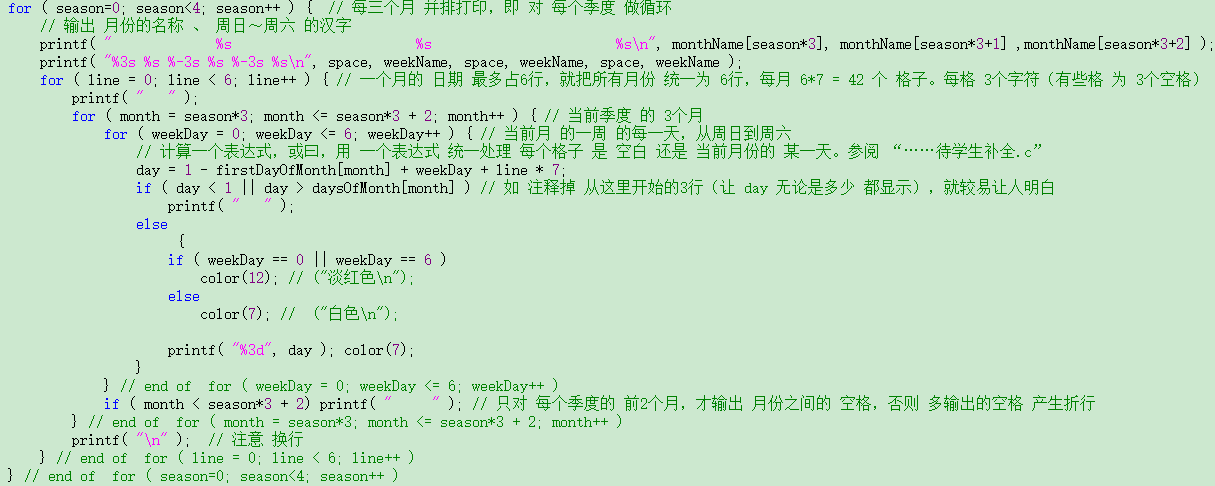 for ( season=0; season<4; season++ ) {  // 每三个月 并排打印，即 对 每个季度 做循环
    // 输出 月份的名称 、 周日～周六 的汉字
    printf( "             %s                       %s                       %s\n", monthName[season*3], monthName[season*3+1] ,monthName[season*3+2] );
    printf( "%3s %s %-3s %s %-3s %s\n", space, weekName, space, weekName, space, weekName );
    for ( line = 0; line < 6; line++ ) { // 一个月的 日期 最多占6行，就把所有月份 统一为 6行，每月 6*7 = 42 个 格子。每格 3个字符（有些格 为 3个空格）
        printf( "   " );
        for ( month = season*3; month <= season*3 + 2; month++ ) { // 当前季度 的 3个月
            for ( weekDay = 0; weekDay <= 6; weekDay++ ) { // 当前月 的一周 的每一天，从周日到周六
                // 计算一个表达式，或曰，用 一个表达式 统一处理 每个格子 是 空白 还是 当前月份的 某一天。参阅 “……待学生补全.c”
                day = 1 - firstDayOfMonth[month] + weekDay + line * 7;
                if ( day < 1 || day > daysOfMonth[month] ) // 如 注释掉 从这里开始的3行（让 day 无论是多少 都显示），就较易让人明白
                    printf( "   " );
                else
                     {
                    if ( weekDay == 0 || weekDay == 6 )
                        color(12); // ("淡红色\n");
                    else
                        color(7); //  ("白色\n");
                    printf( "%3d", day ); color(7);
                }
            } // end of  for ( weekDay = 0; weekDay <= 6; weekDay++ )
            if ( month < season*3 + 2) printf( "     " ); // 只对 每个季度的 前2个月，才输出 月份之间的 空格，否则 多输出的空格 产生折行
        } // end of  for ( month = season*3; month <= season*3 + 2; month++ )
        printf( "\n" );  // 注意 换行
    } // end of  for ( line = 0; line < 6; line++ )
} // end of  for ( season=0; season<4; season++ )